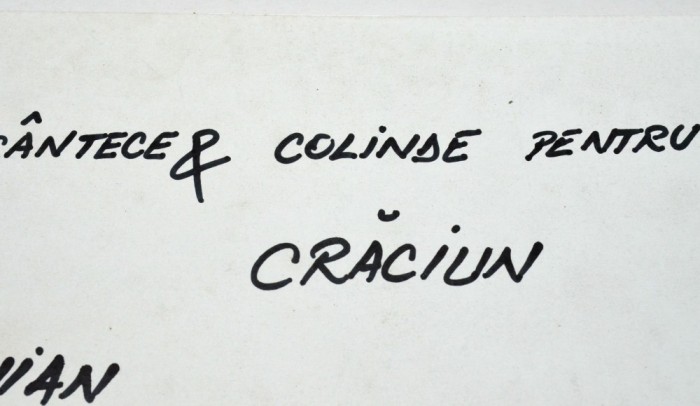 CÂNTECE & COLINDE PENTRU
CRĂCIUN